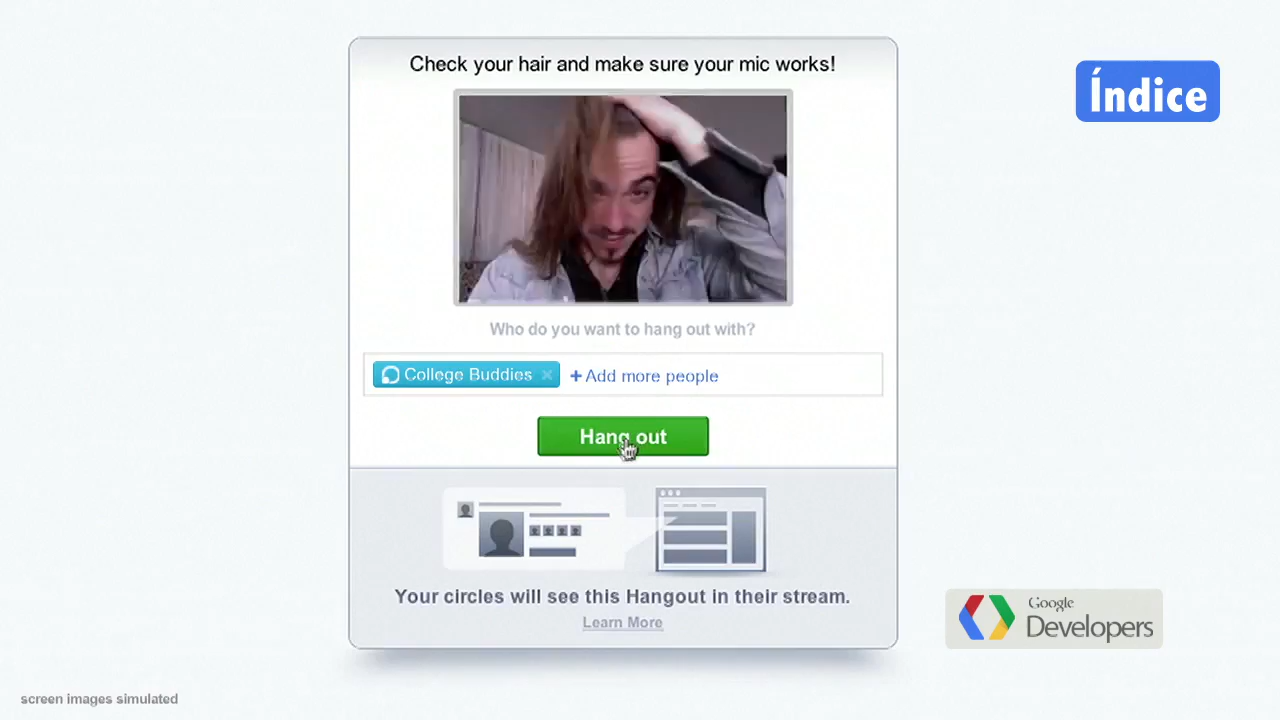 Check your hair and make sure your mic works!
Índice
Who do you want to hang out with?
College Buddies × + Add more people
Hang out
Your circles will see this Hangout in their stream.
Learn More
Google
Developers
screen images simulated